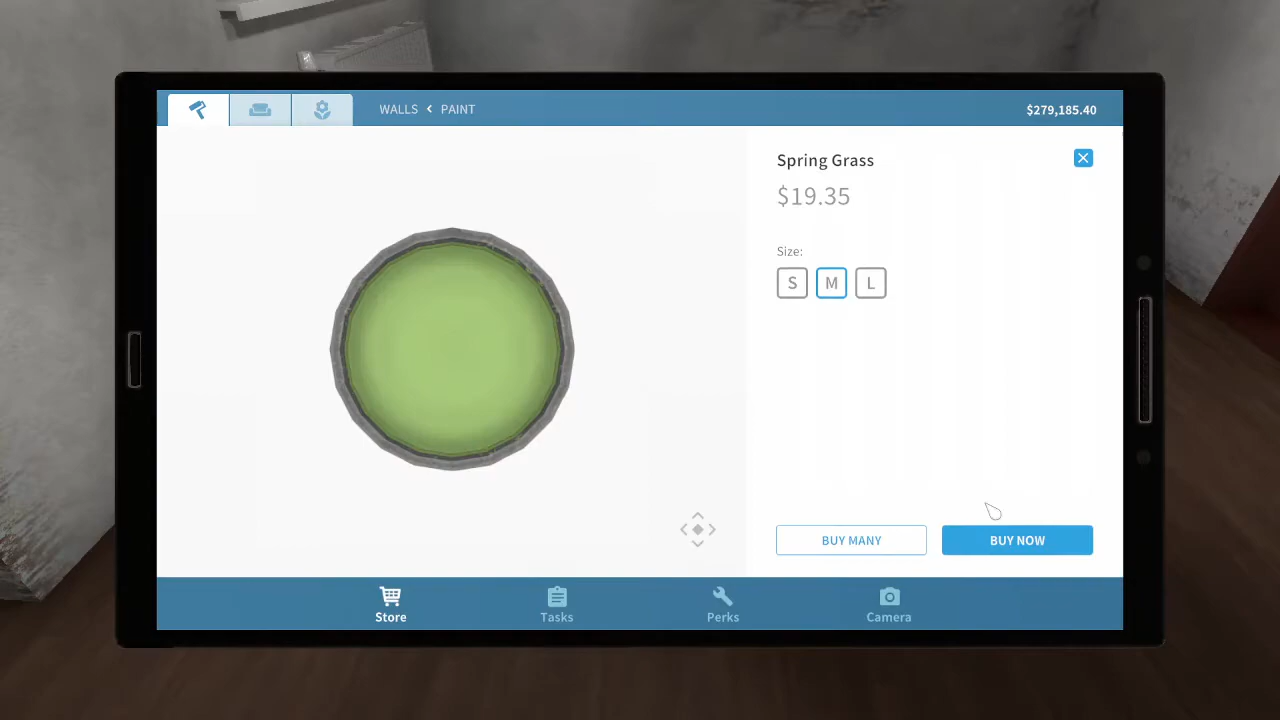 WALLS < PAINT
$279,185.40
Spring Grass
$19.35
Size:
S M L
BUY MANY
BUY NOW
Store
Tasks
Perks
Camera